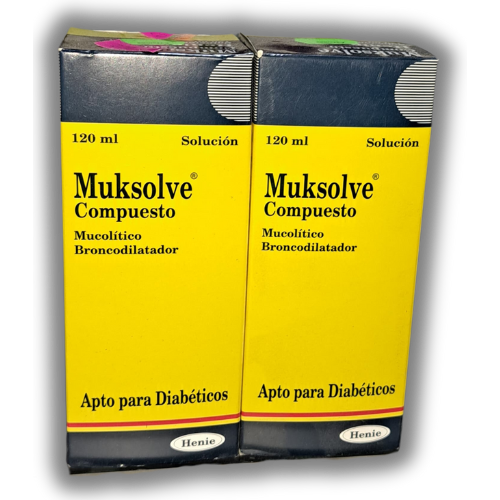 120 ml Solución
Muksolve®
Compuesto
Mucolítico
Broncodilatador
Apto para Diabéticos
Henie
120 ml Solución
Muksolve®
Compuesto
Mucolítico
Broncodilatador
Apto para Diabéticos
Henie